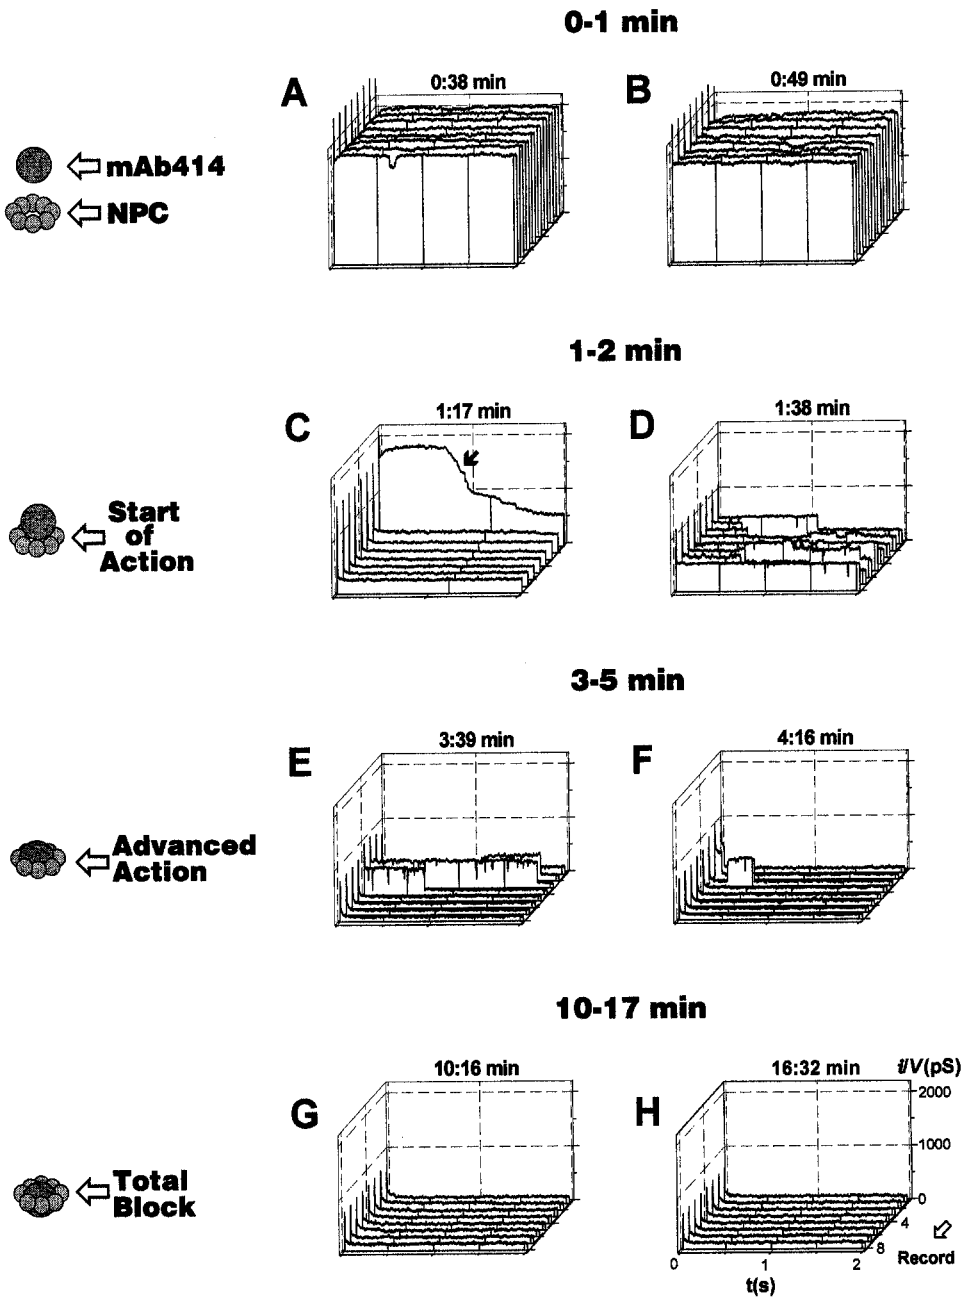 0-1 min
A
0:38 min
B
0:49 min
mAb414
NPC
1-2 min
C
1:17 min
D
1:38 min
Start
of
Action
3-5 min
E
3:39 min
F
4:16 min
Advanced
Action
10-17 min
G
10:16 min
H
16:32 min
i/V(pS)
2000
1000
0
4
8
Record
0
1
2
t(s)
Total
Block